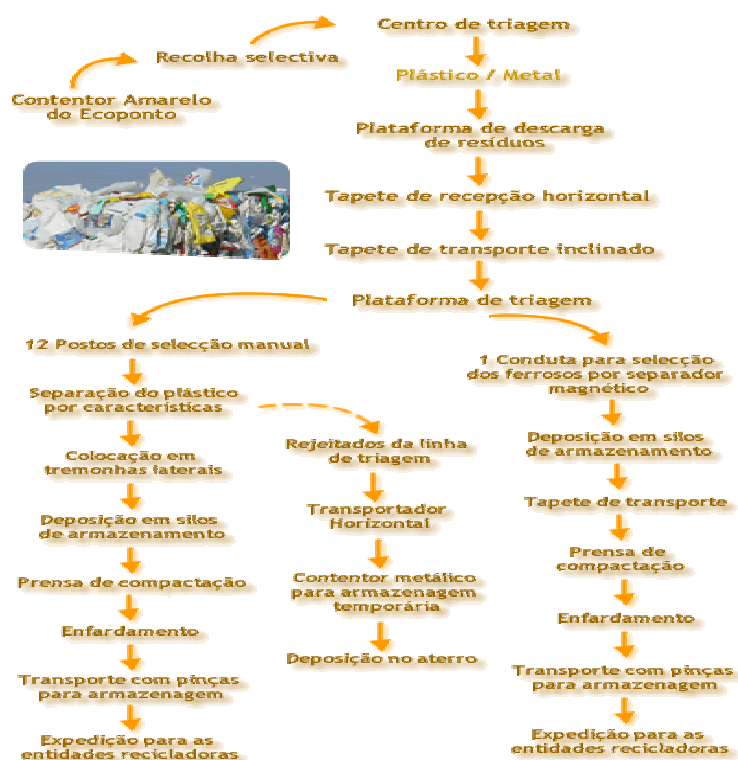 Centro de triagem
Recolha selectiva
Contentor Amarelo
do Ecoponto
Plástico / Metal
Plataforma de descarga
de resíduos
Tapete de recepção horizontal
Tapete de transporte inclinado
Plataforma de triagem
12 Postos de selecção manual
Separação do plástico
por características
Colocação em
tremonhas laterais
Deposição em silos
de armazenamento
Prensa de compactação
Enfardamento
Transporte com pinças
para armazenagem
Expedição para as
entidades recicladoras
Rejeitados da linha
de triagem
Transportador
Horizontal
Contentor metálico
para armazenagem
temporária
Deposição no aterro
1 Conduta para selecção
dos ferrosos por separador
magnético
Deposição em silos
de armazenamento
Tapete de transporte
Prensa de
compactação
Enfardamento
Transporte com pinças
para armazenagem
Expedição para as
entidades recicladoras